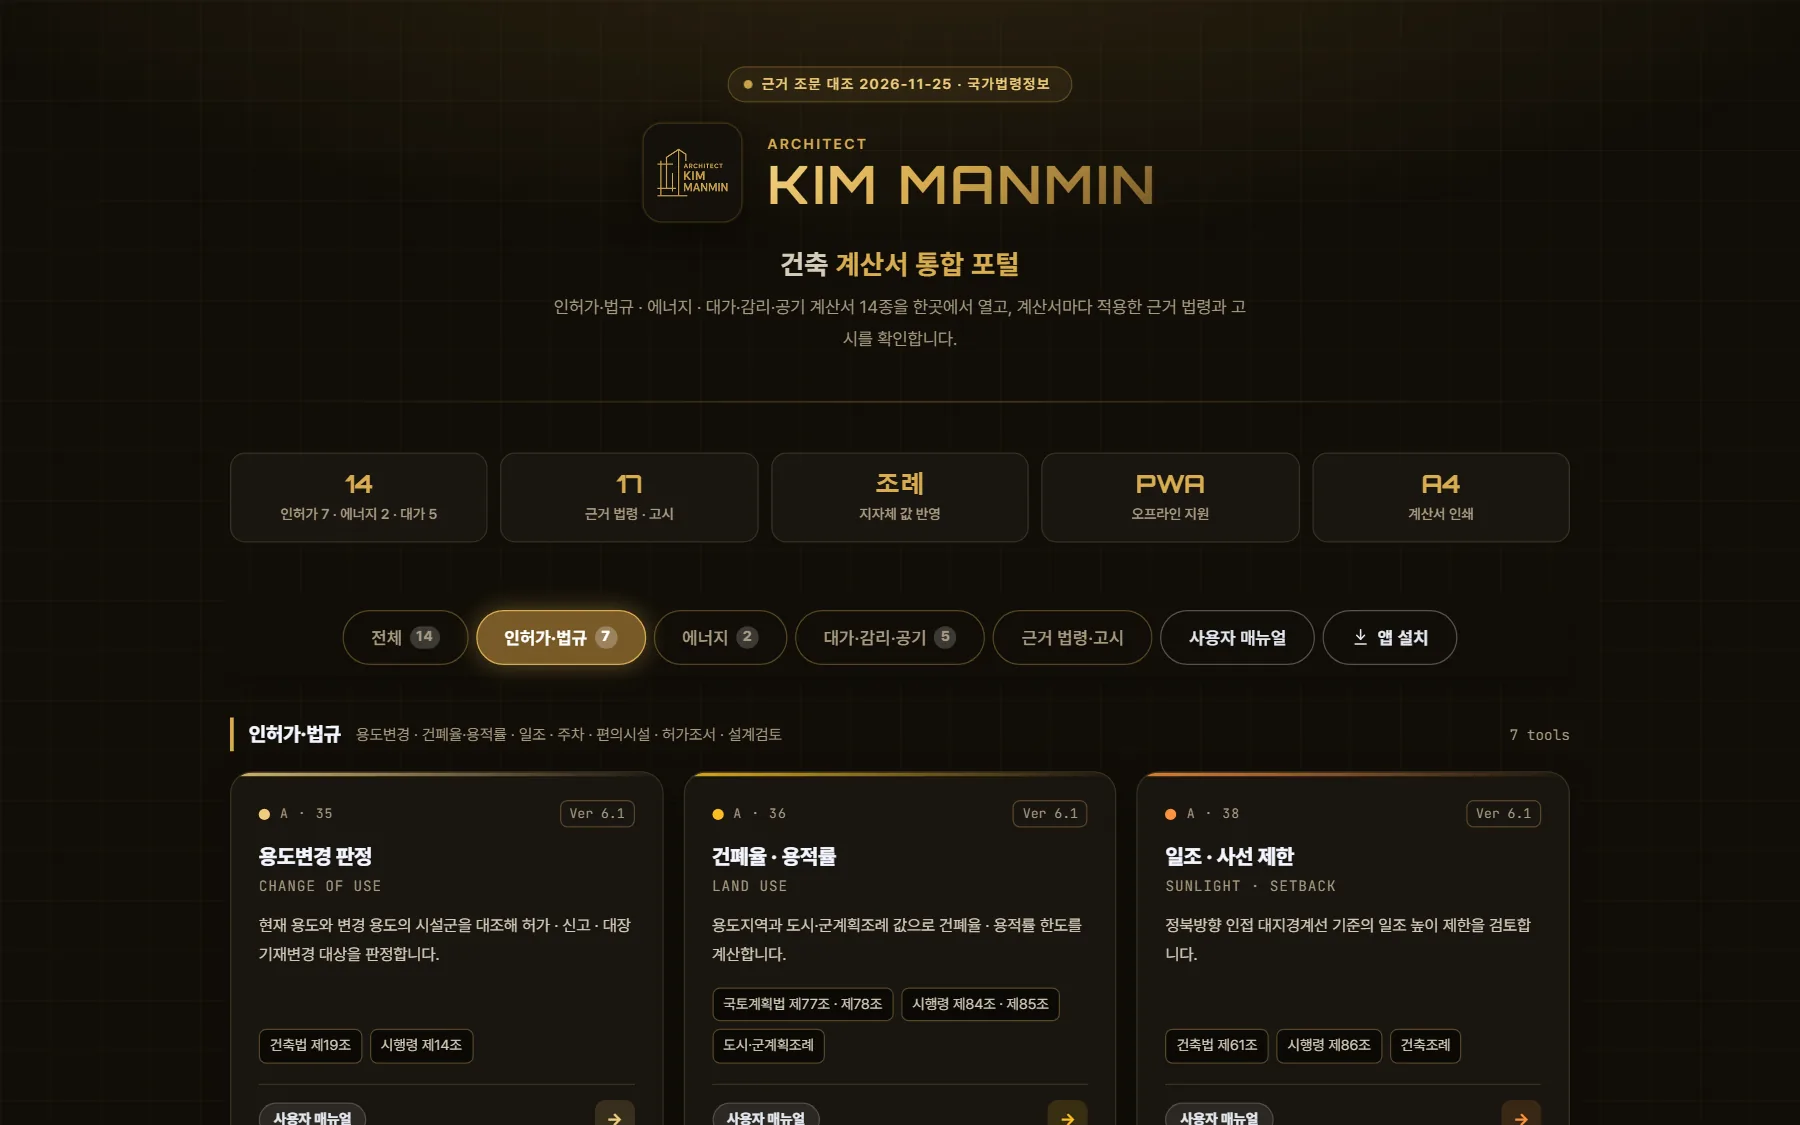 근거 조문 대조 2026-11-25 · 국가법령정보
ARCHITECT
KIM
MANMIN
ARCHITECT
KIM MANMIN
건축 계산서 통합 포털
인허가·법규 · 에너지 · 대가·감리·공기 계산서 14종을 한곳에서 열고, 계산서마다 적용한 근거 법령과 고
시를 확인합니다.
14
인허가 7 · 에너지 2 · 대가 5
17
근거 법령 · 고시
조례
지자체 값 반영
PWA
오프라인 지원
A4
계산서 인쇄
전체 14
인허가·법규 7
에너지 2
대가·감리·공기 5
근거 법령·고시
사용자 매뉴얼
앱 설치
인허가·법규 용도변경 · 건폐율·용적률 · 일조 · 주차 · 편의시설 · 허가조서 · 설계검토
7 tools
A · 35
Ver 6.1
용도변경 판정
CHANGE OF USE
현재 용도와 변경 용도의 시설군을 대조해 허가 · 신고 · 대장
기재변경 대상을 판정합니다.
건축법 제19조
시행령 제14조
사용자 매뉴얼
A · 36
Ver 6.1
건폐율 · 용적률
LAND USE
용도지역과 도시·군계획조례 값으로 건폐율 · 용적률 한도를
계산합니다.
국토계획법 제77조 · 제78조
시행령 제84조 · 제85조
도시·군계획조례
사용자 매뉴얼
A · 38
Ver 6.1
일조 · 사선 제한
SUNLIGHT · SETBACK
정북방향 인접 대지경계선 기준의 일조 높이 제한을 검토합
니다.
건축법 제61조
시행령 제86조
건축조례
사용자 매뉴얼